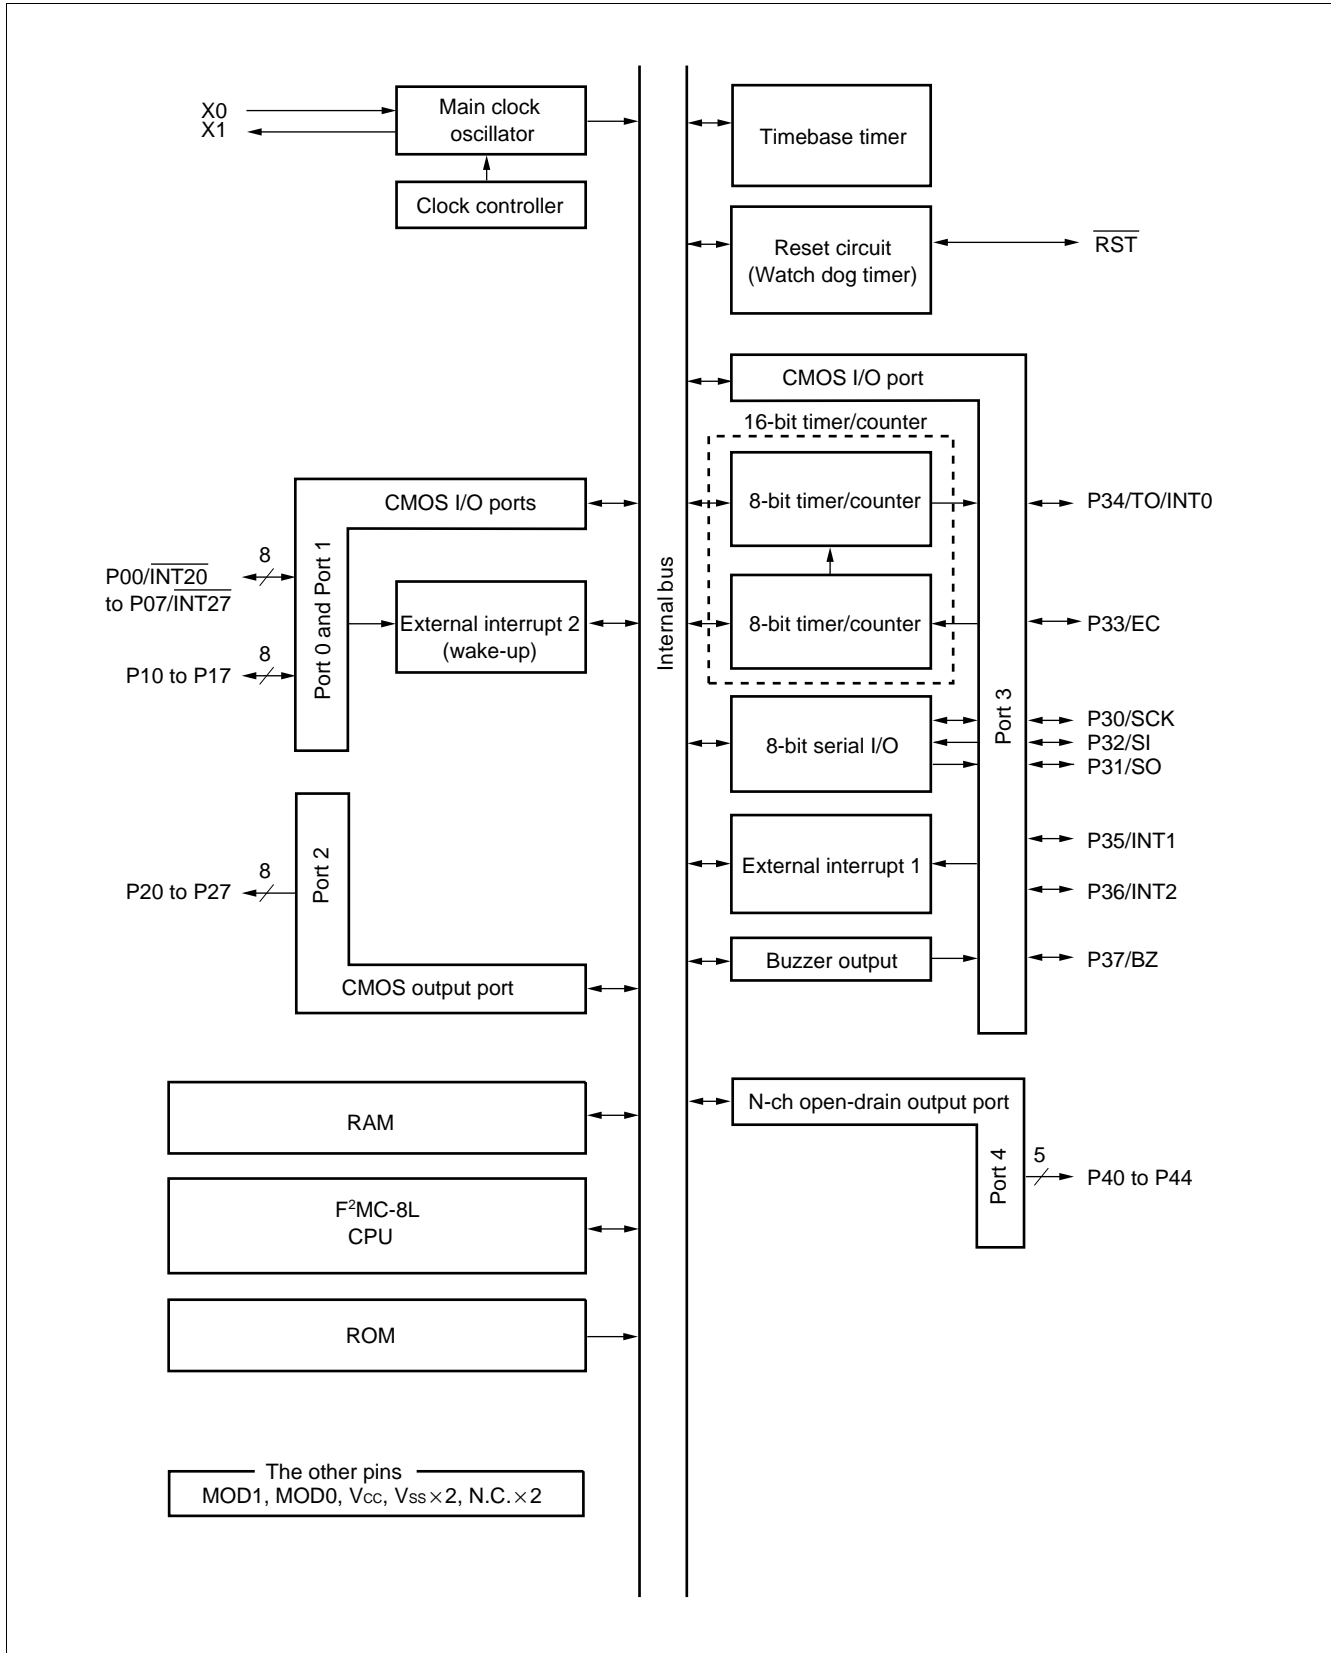 X0
X1
Main clock
oscillator
Clock controller
Timebase timer
Reset circuit
(Watch dog timer)
RST
CMOS I/O port
16-bit timer/counter
8-bit timer/counter
P34/TO/INT0
CMOS I/O ports
Port 0 and Port 1
8
P00/INT20
to P07/INT27
External interrupt 2
(wake-up)
8
P10 to P17
Internal bus
8-bit timer/counter
P33/EC
Port 3
8-bit serial I/O
P30/SCK
P32/SI
P31/SO
Port 2
8
P20 to P27
CMOS output port
External interrupt 1
P35/INT1
P36/INT2
Buzzer output
P37/BZ
RAM
N-ch open-drain output port
Port 4
5
P40 to P44
F²MC-8L
CPU
ROM
The other pins
MOD1, MOD0, VCC, VSS×2, N.C.×2